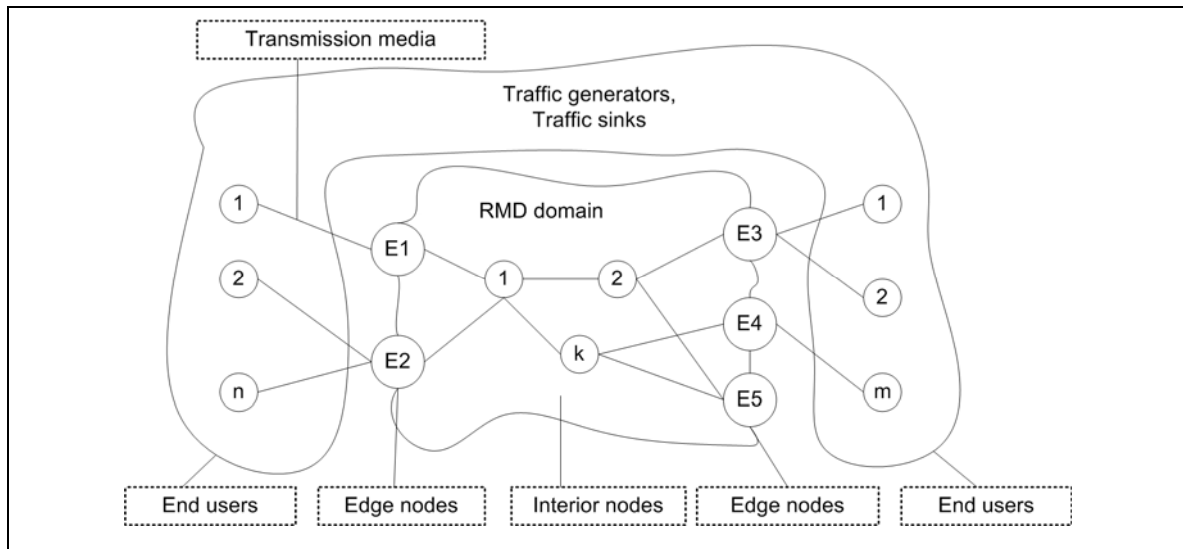 Transmission media
Traffic generators,
Traffic sinks
RMD domain
1
2
n
E1
E2
1
2
k
E3
E4
E5
1
2
m
End users
Edge nodes
Interior nodes
Edge nodes
End users